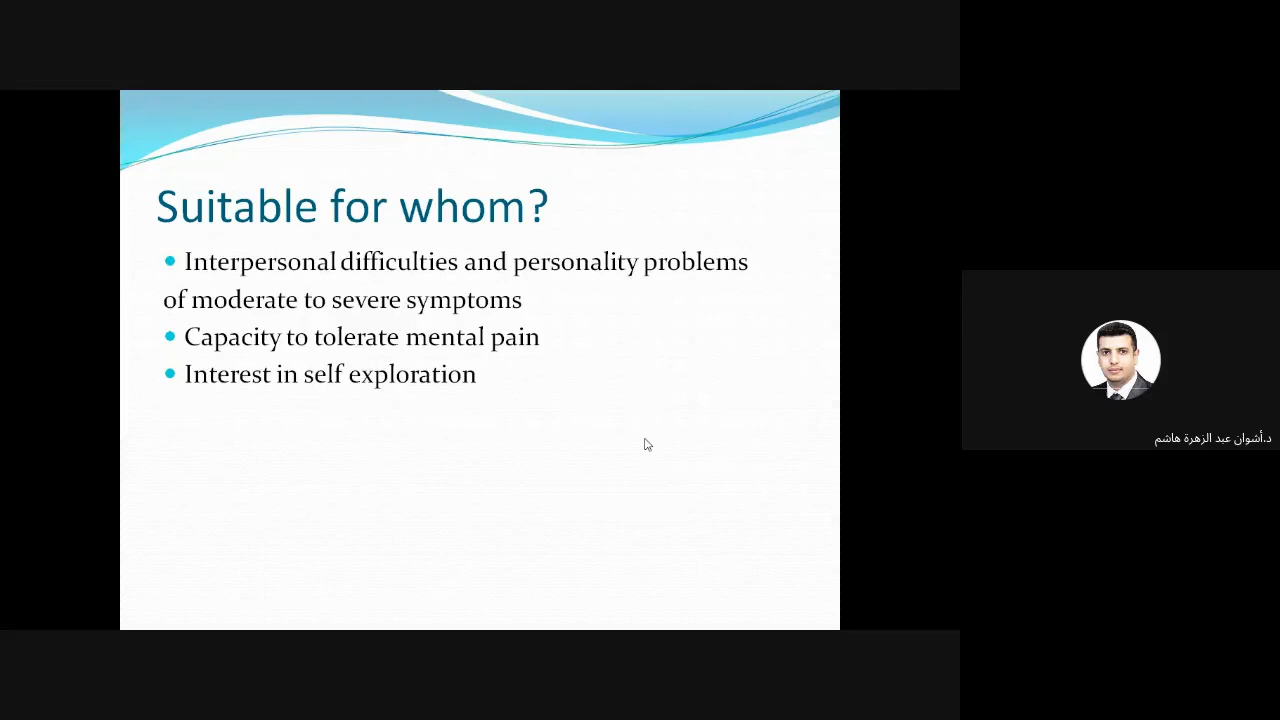 Suitable for whom?
Interpersonal difficulties and personality problems
of moderate to severe symptoms
Capacity to tolerate mental pain
Interest in self exploration
د.أشوان عبد الزهرة هاشم